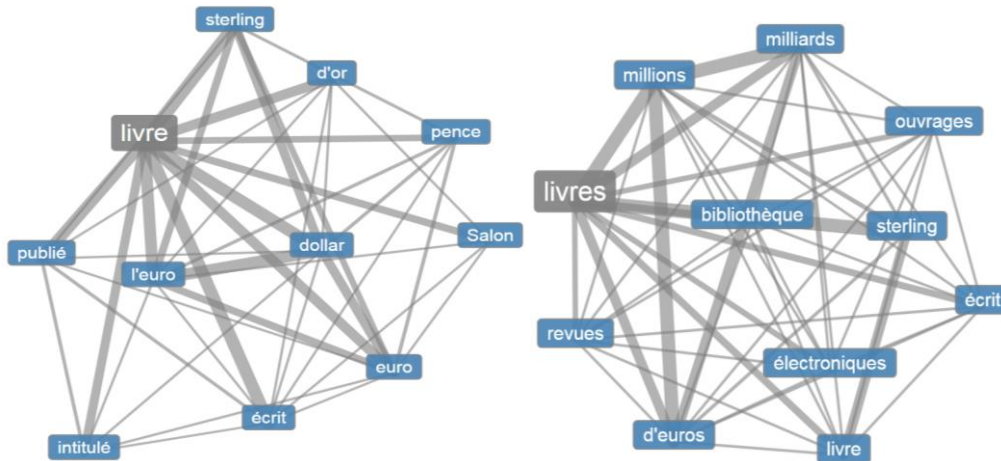 sterling
d'or
livre
pence
publié
l'euro
dollar
Salon
euro
écrit
intitulé
milliards
millions
ouvrages
livres
bibliothèque
sterling
écrit
revues
électroniques
d'euros
livre